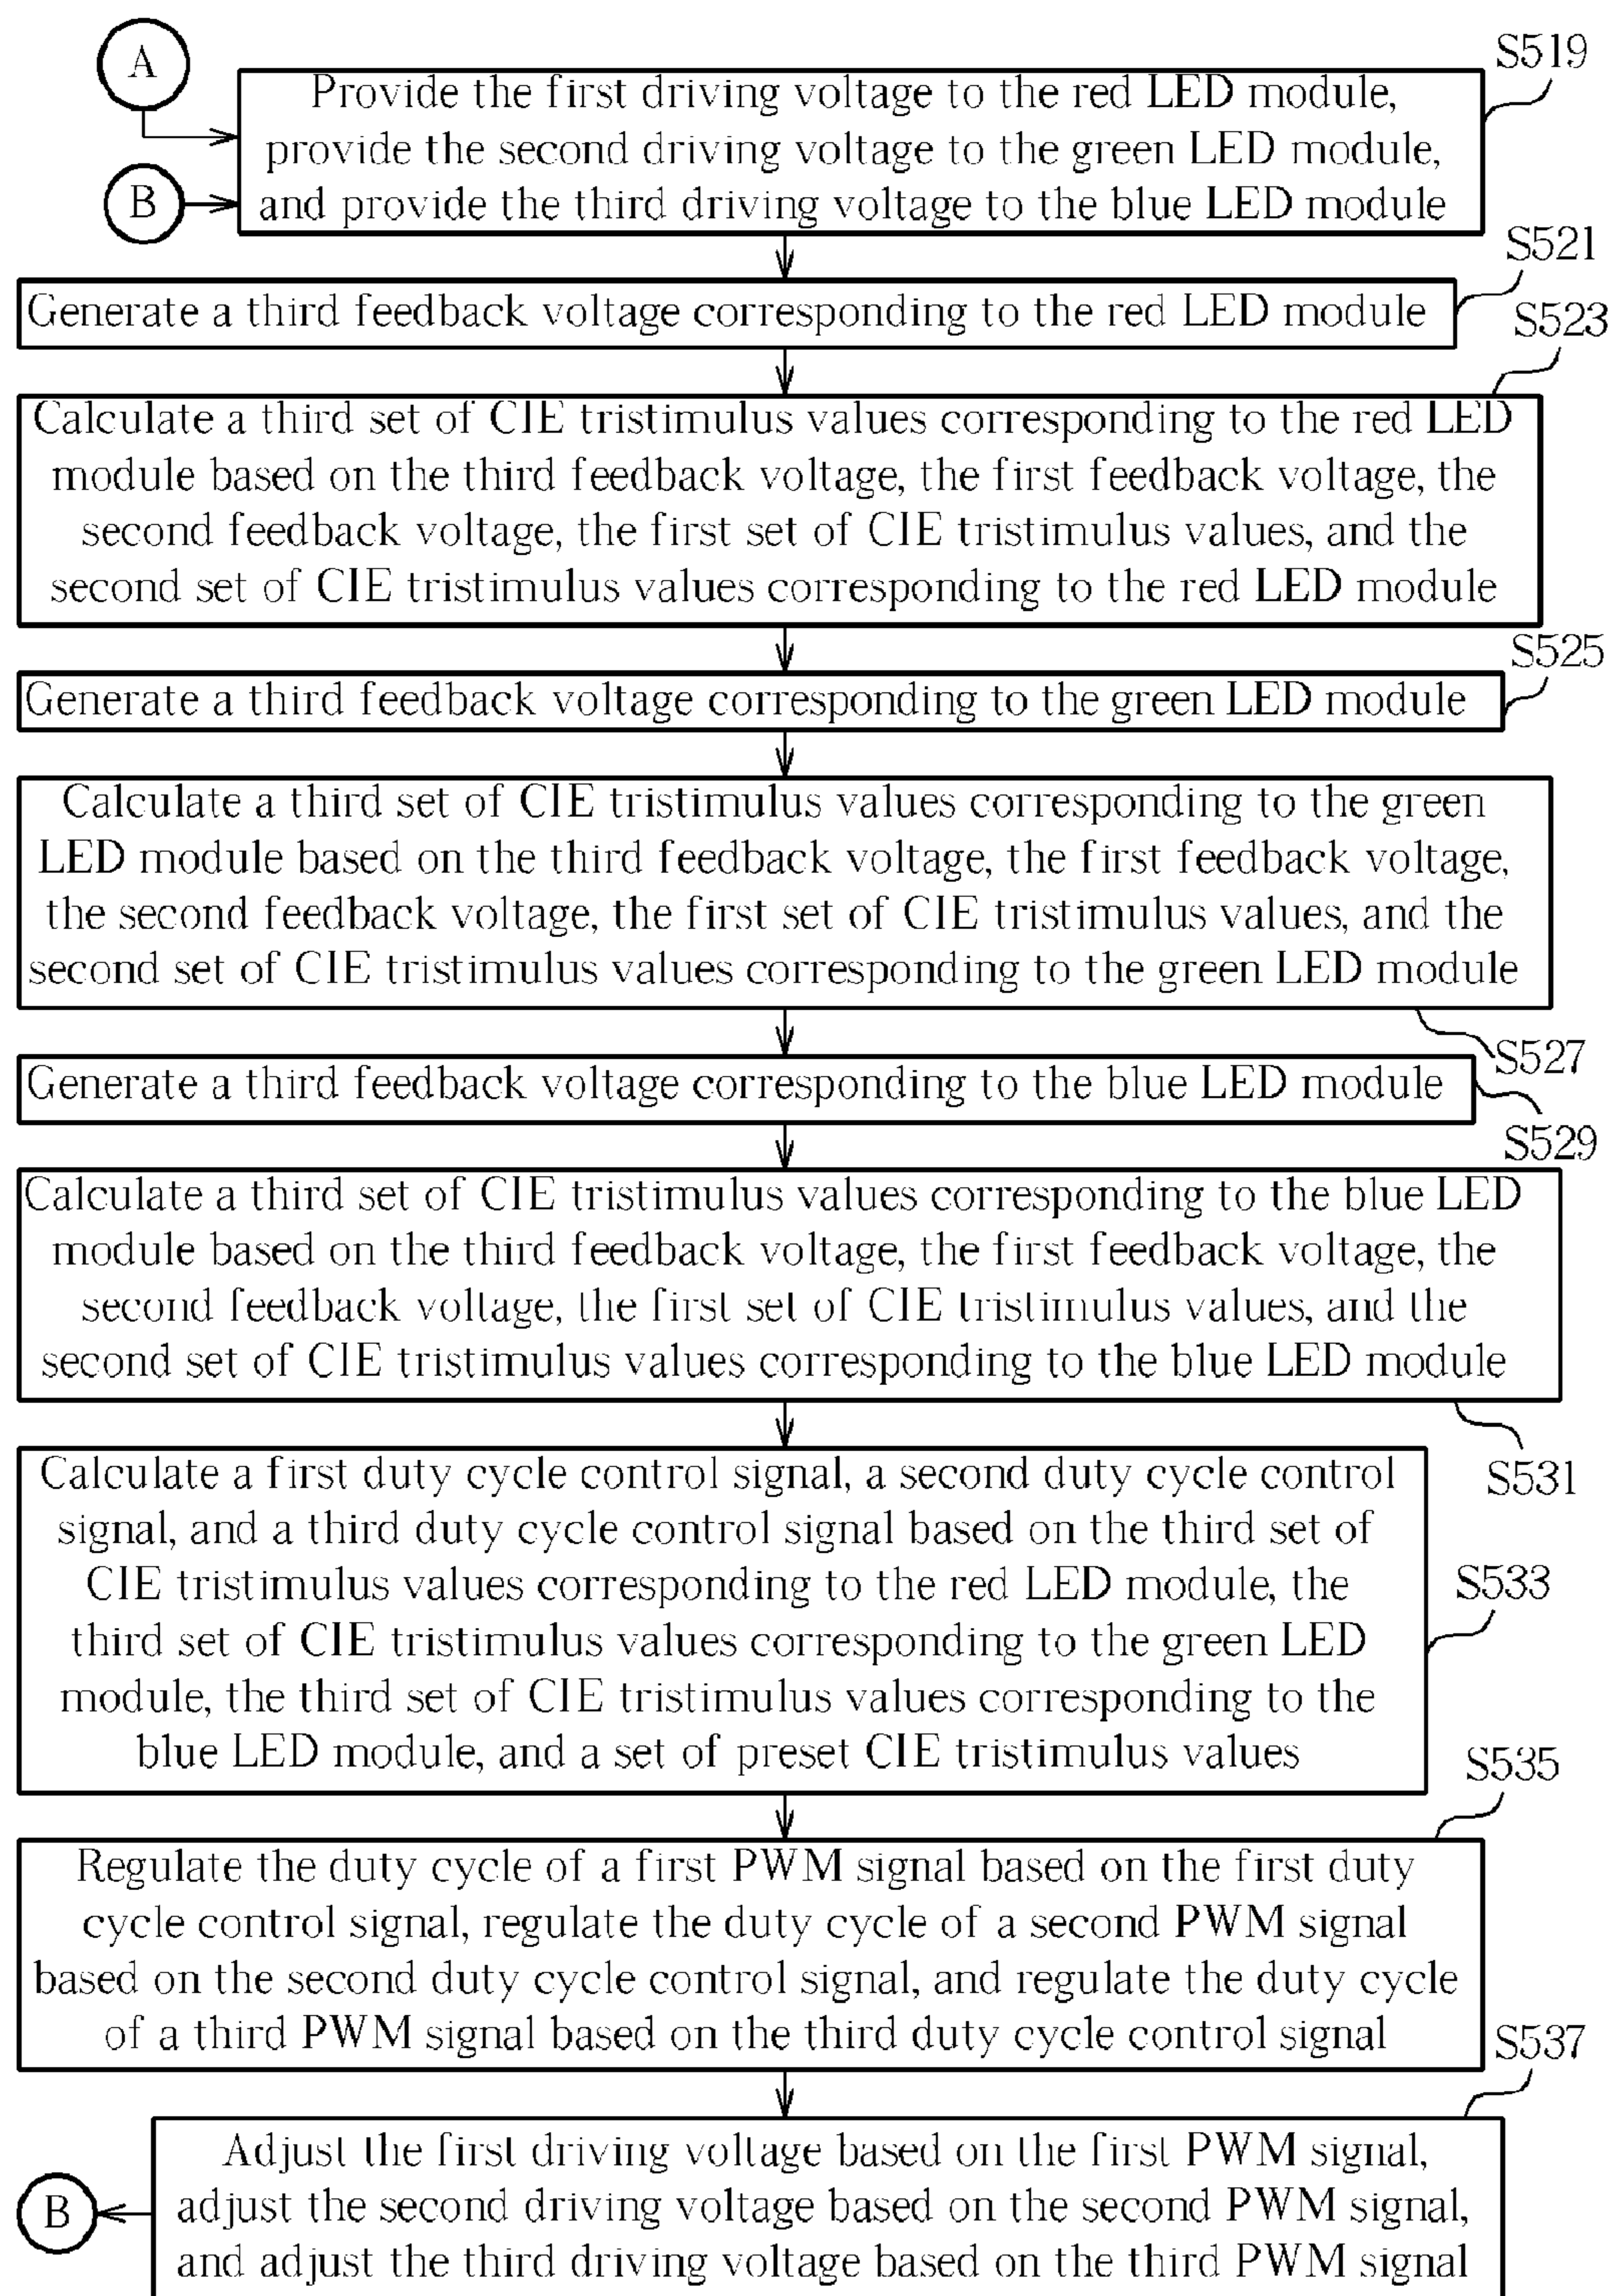 A
S519
Provide the first driving voltage to the red LED module,
provide the second driving voltage to the green LED module,
B
and provide the third driving voltage to the blue LED module
S521
Generate a third feedback voltage corresponding to the red LED module
S523
Calculate a third set of CIE tristimulus values corresponding to the red LED
module based on the third feedback voltage, the first feedback voltage, the
second feedback voltage, the first set of CIE tristimulus values, and the
second set of CIE tristimulus values corresponding to the red LED module
S525
Generate a third feedback voltage corresponding to the green LED module
Calculate a third set of CIE tristimulus values corresponding to the green
LED module based on the third feedback voltage, the first feedback voltage,
the second feedback voltage, the first set of CIE tristimulus values, and the
second set of CIE tristimulus values corresponding to the green LED module
S527
Generate a third feedback voltage corresponding to the blue LED module
S529
Calculate a third set of CIE tristimulus values corresponding to the blue LED
module based on the third feedback voltage, the first feedback voltage, the
second feedback voltage, the first set of CIE tristimulus values, and the
second set of CIE tristimulus values corresponding to the blue LED module
S531
Calculate a first duty cycle control signal, a second duty cycle control
signal, and a third duty cycle control signal based on the third set of
CIE tristimulus values corresponding to the red LED module, the
third set of CIE tristimulus values corresponding to the green LED
module, the third set of CIE tristimulus values corresponding to the
blue LED module, and a set of preset CIE tristimulus values
S533
S535
Regulate the duty cycle of a first PWM signal based on the first duty
cycle control signal, regulate the duty cycle of a second PWM signal
based on the second duty cycle control signal, and regulate the duty cycle
of a third PWM signal based on the third duty cycle control signal
S537
Adjust the first driving voltage based on the first PWM signal,
adjust the second driving voltage based on the second PWM signal,
and adjust the third driving voltage based on the third PWM signal
B